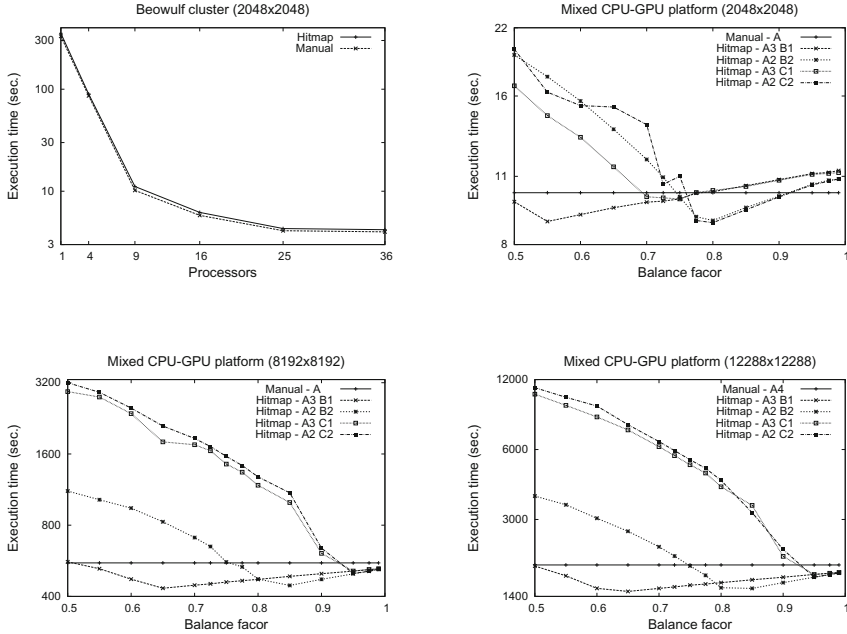 Beowulf cluster (2048x2048)
Execution time (sec.)
300
100
30
10
3
1 4 9 16 25 36
Processors
Hitmap
Manual
Mixed CPU-GPU platform (2048x2048)
Execution time (sec.)
22
16
11
8
0.5 0.6 0.7 0.8 0.9 1
Balance facor
Manual - A
Hitmap - A3 B1
Hitmap - A2 B2
Hitmap - A3 C1
Hitmap - A2 C2
Mixed CPU-GPU platform (8192x8192)
Execution time (sec.)
3200
1600
800
400
0.5 0.6 0.7 0.8 0.9 1
Balance facor
Manual - A
Hitmap - A3 B1
Hitmap - A2 B2
Hitmap - A3 C1
Hitmap - A2 C2
Mixed CPU-GPU platform (12288x12288)
Execution time (sec.)
12000
6000
3000
1400
0.5 0.6 0.7 0.8 0.9 1
Balance facor
Manual - A4
Hitmap - A3 B1
Hitmap - A2 B2
Hitmap - A3 C1
Hitmap - A2 C2